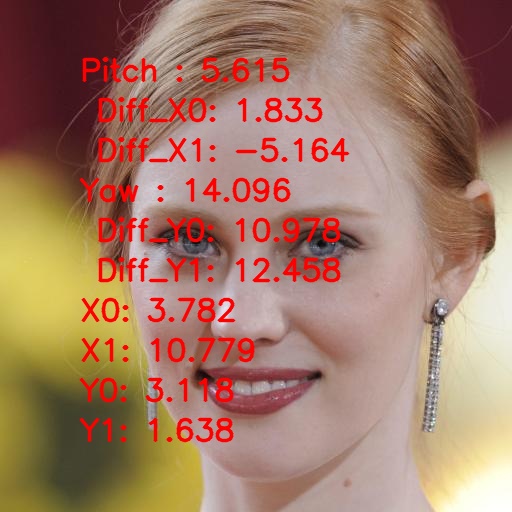 Pitch : 5.615
Diff_X0: 1.833
Diff_X1: -5.164
Yaw : 14.096
Diff_Y0: 10.978
Diff_Y1: 12.458
X0: 3.782
X1: 10.779
Y0: 3.118
Y1: 1.638